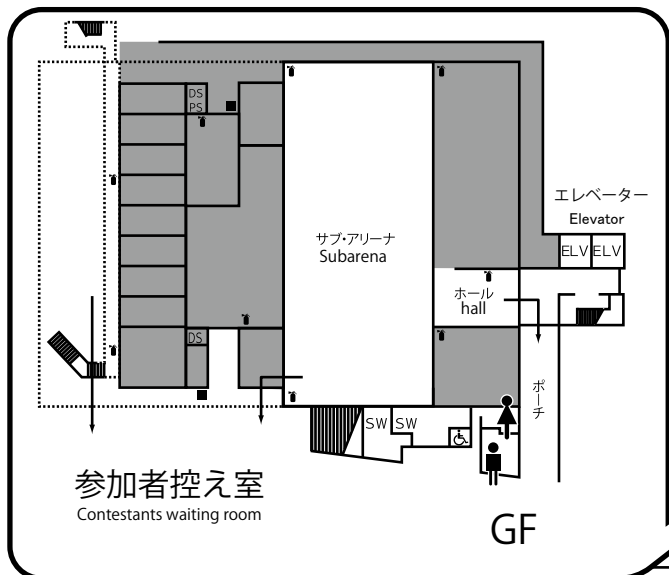 DS
PS
エレベーター
Elevator
ELV ELV
サブ・アリーナ
Subarena
ホール
hall
DS
ポーチ
SW SW
参加者控え室
Contestants waiting room
GF